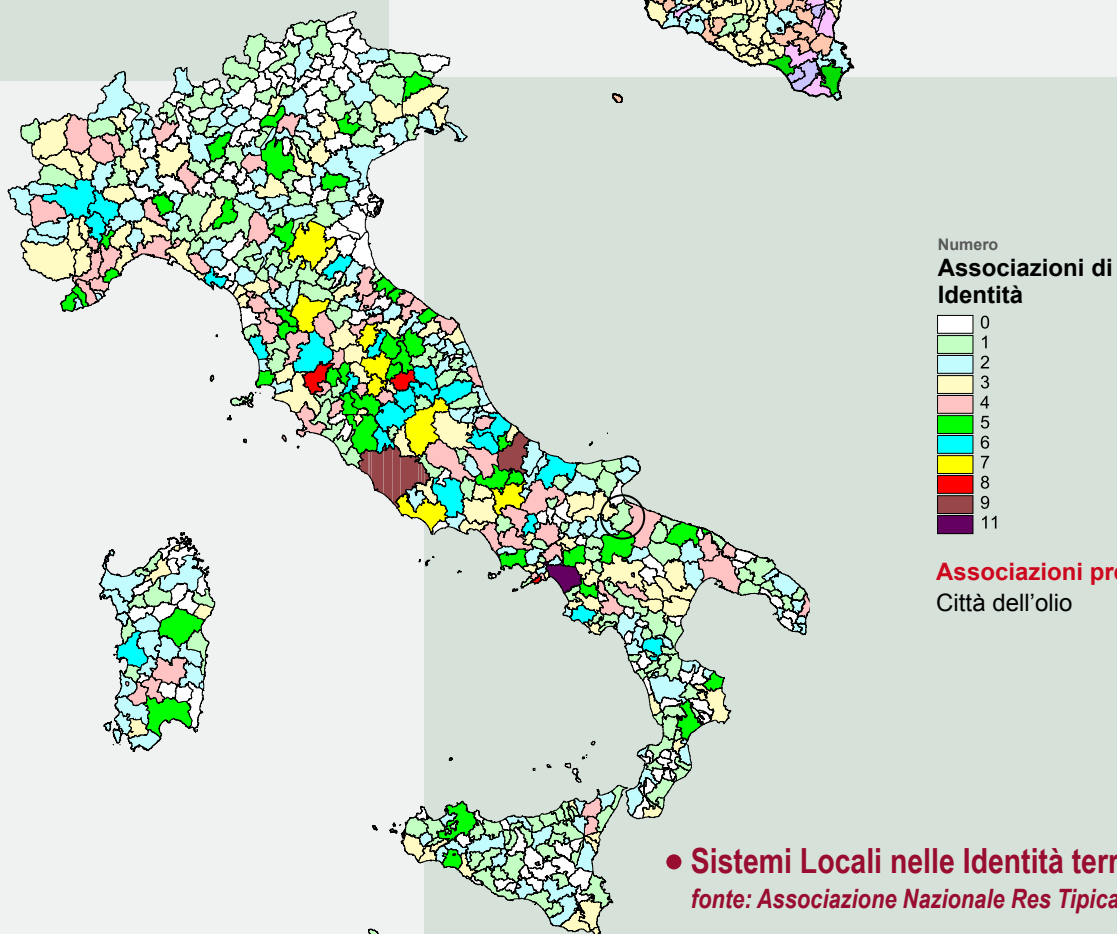 Numero
Associazioni di
Identità
0
1
2
3
4
5
6
7
8
9
11
Associazioni pre
Città dell'olio
• Sistemi Locali nelle Identità terr
fonte: Associazione Nazionale Res Tipica